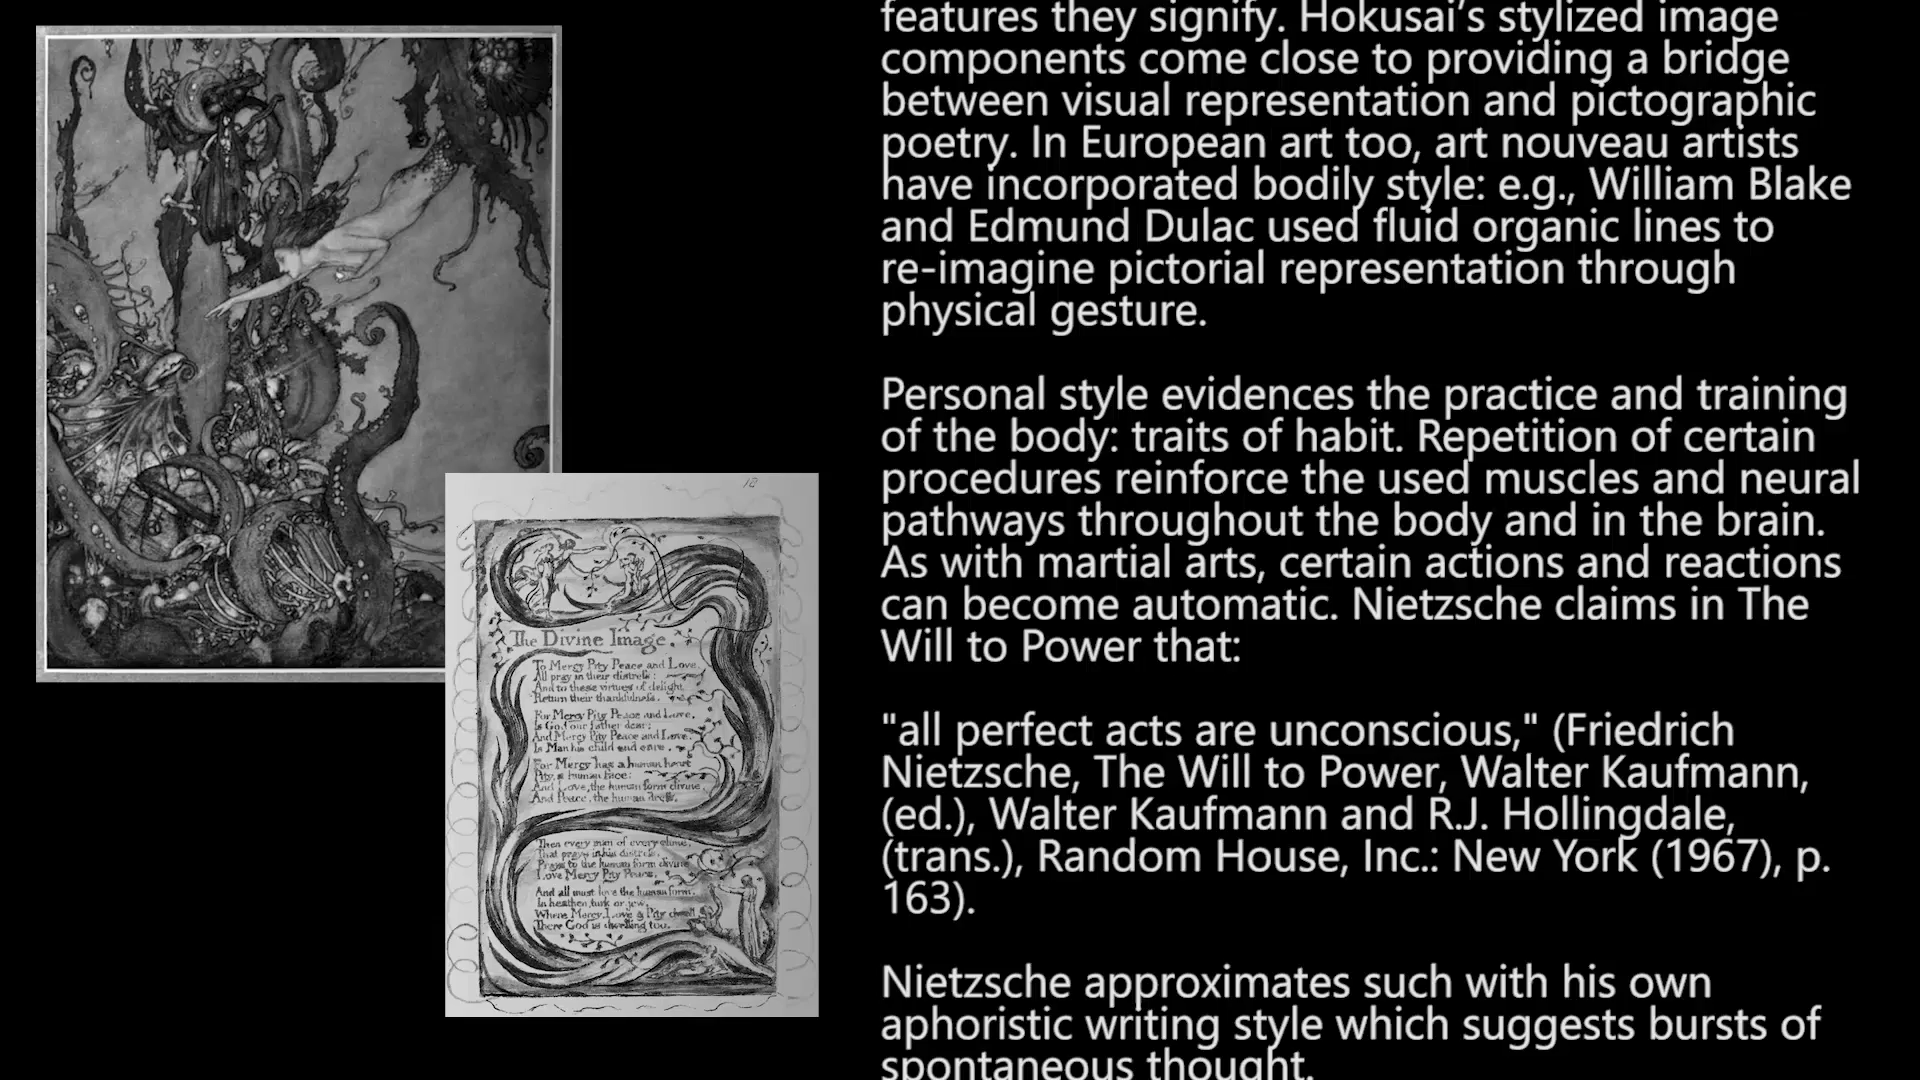 features they signify. Hokusai's stylized image
components come close to providing a bridge
between visual representation and pictographic
poetry. In European art too, art nouveau artists
have incorporated bodily style: e.g., William Blake
and Edmund Dulac used fluid organic lines to
re-imagine pictorial representation through
physical gesture.
Personal style evidences the practice and training
of the body: traits of habit. Repetition of certain
procedures reinforce the used muscles and neural
pathways throughout the body and in the brain.
As with martial arts, certain actions and reactions
can become automatic. Nietzsche claims in The
Will to Power that:
"all perfect acts are unconscious," (Friedrich
Nietzsche, The Will to Power, Walter Kaufmann,
(ed.), Walter Kaufmann and R.J. Hollingdale,
(trans.), Random House, Inc.: New York (1967), p.
163).
Nietzsche approximates such with his own
aphoristic writing style which suggests bursts of
spontaneous thought.
The Divine Image
To Mercy Pity Peace and Love,
All pray in their distress:
And to these virtues of delight
Return their thankfulness.
For Mercy Pity Peace and Love,
Is God our father dear:
And Mercy Pity Peace and Love,
Is Man his child and care.
For Mercy has a human heart
Pity, a human face:
And Love, the human form divine,
And Peace, the human dress.
Then every man of every clime,
That prays in his distress,
Prays to the human form divine
Love Mercy Pity Peace.
And all must love the human form,
In heathen, turk or jew.
Where Mercy, Love & Pity dwell
There God is dwelling too.